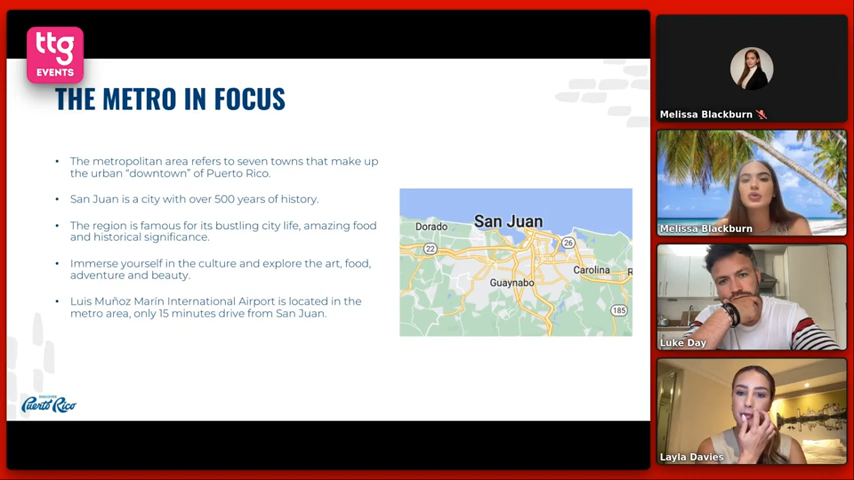 ttg
EVENTS
THE METRO IN FOCUS
• The metropolitan area refers to seven towns that make up
the urban “downtown” of Puerto Rico.
• San Juan is a city with over 500 years of history.
• The region is famous for its bustling city life, amazing food
and historical significance.
• Immerse yourself in the culture and explore the art, food,
adventure and beauty.
• Luis Muñoz Marín International Airport is located in the
metro area, only 15 minutes drive from San Juan.
San Juan
Dorado
22
26
Carolina
R
Guaynabo
185
DISCOVER
Puerto Rico
Melissa Blackburn
Melissa Blackburn
Luke Day
Layla Davies